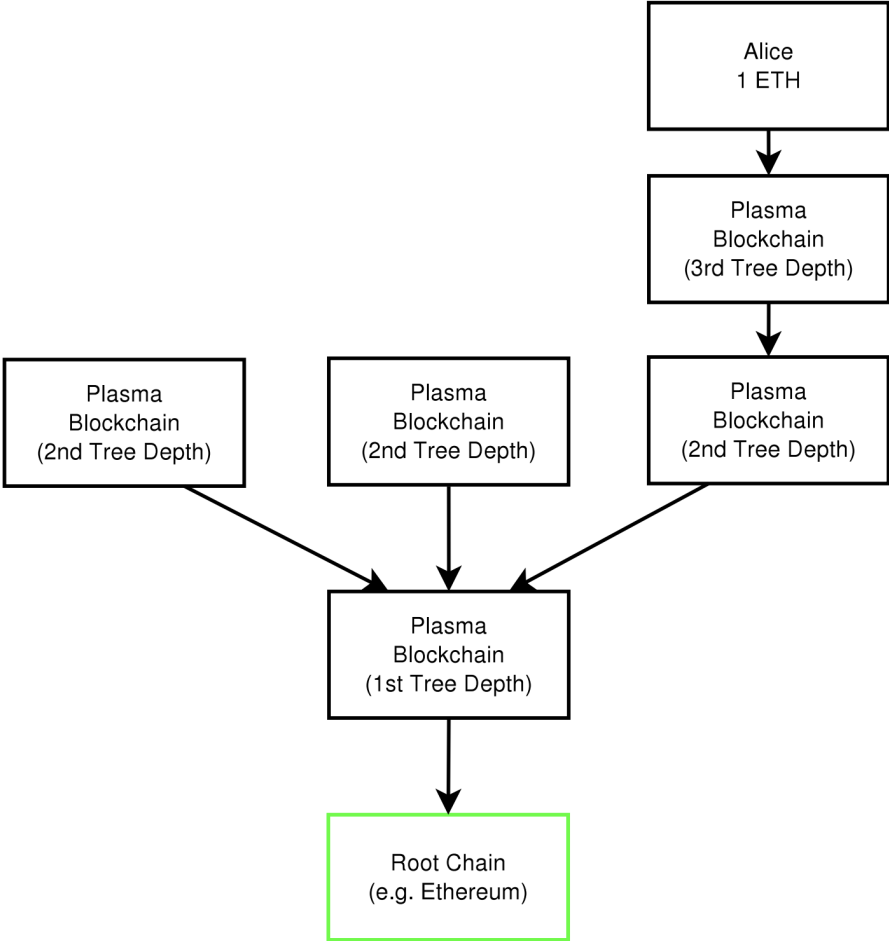 Alice
1 ETH
Plasma
Blockchain
(3rd Tree Depth)
Plasma
Blockchain
(2nd Tree Depth)
Plasma
Blockchain
(2nd Tree Depth)
Plasma
Blockchain
(2nd Tree Depth)
Plasma
Blockchain
(1st Tree Depth)
Root Chain
(e.g. Ethereum)